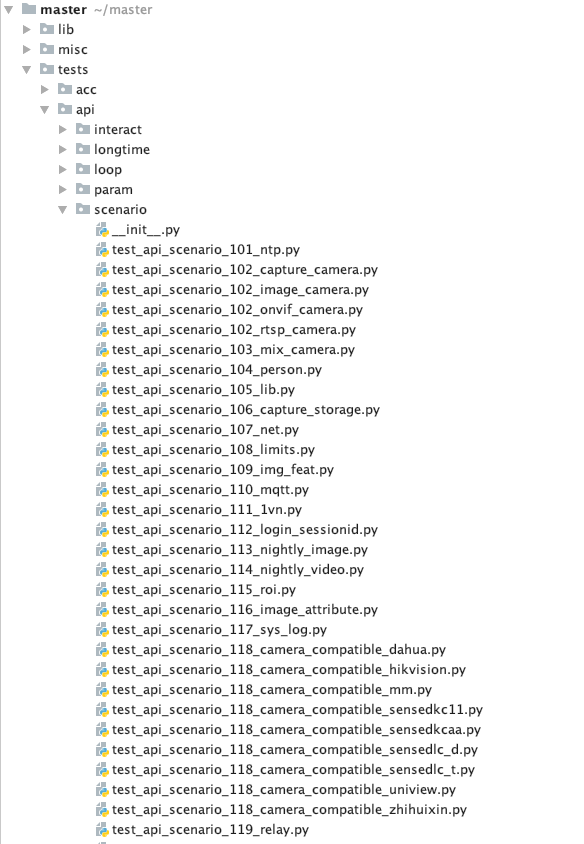 master ~/master
lib
misc
tests
acc
api
interact
longtime
loop
param
scenario
__init__.py
test_api_scenario_101_ntp.py
test_api_scenario_102_capture_camera.py
test_api_scenario_102_image_camera.py
test_api_scenario_102_onvif_camera.py
test_api_scenario_102_rtsp_camera.py
test_api_scenario_103_mix_camera.py
test_api_scenario_104_person.py
test_api_scenario_105_lib.py
test_api_scenario_106_capture_storage.py
test_api_scenario_107_net.py
test_api_scenario_108_limits.py
test_api_scenario_109_img_feat.py
test_api_scenario_110_mqtt.py
test_api_scenario_111_1vn.py
test_api_scenario_112_login_sessionid.py
test_api_scenario_113_nightly_image.py
test_api_scenario_114_nightly_video.py
test_api_scenario_115_roi.py
test_api_scenario_116_image_attribute.py
test_api_scenario_117_sys_log.py
test_api_scenario_118_camera_compatible_dahua.py
test_api_scenario_118_camera_compatible_hikvision.py
test_api_scenario_118_camera_compatible_mm.py
test_api_scenario_118_camera_compatible_sensedkc11.py
test_api_scenario_118_camera_compatible_sensedkcaa.py
test_api_scenario_118_camera_compatible_sensedlc_d.py
test_api_scenario_118_camera_compatible_sensedlc_t.py
test_api_scenario_118_camera_compatible_uniview.py
test_api_scenario_118_camera_compatible_zhihuixin.py
test_api_scenario_119_relay.py